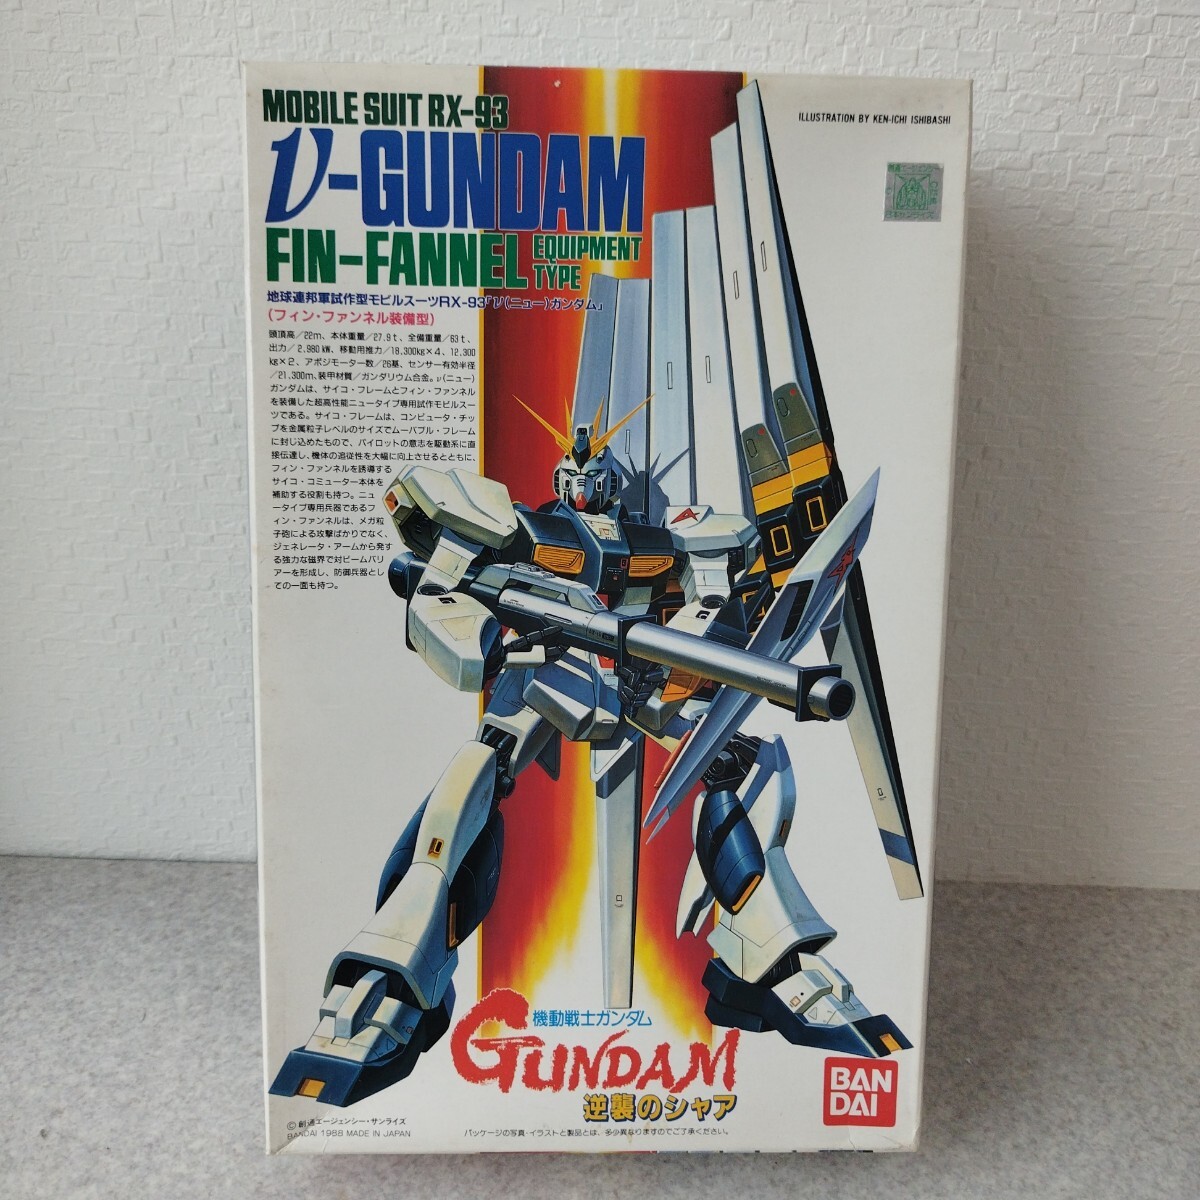 MOBILE SUIT RX-93
ν-GUNDAM
FIN-FANNEL EQUIPMENT TYPE
地球連邦軍試作型モビルスーツRX-93「ν(ニュー)ガンダム」
(フィン・ファンネル装備型)
頭頂高/22m、本体重量/27.9t、全備重量/63t、
出力/2,980kW、移動用推力/18,300kg×4、12,300
kg×2、アポジモーター数/26基、センサー有効半径
/21,300m、装甲材質/ガンダリウム合金。ν(ニュー)
ガンダムは、サイコ・フレームとフィン・ファンネル
を装備した超高性能ニュータイプ専用試作モビルスー
ツである。サイコ・フレームは、コンピュータ・チッ
プを金属粒子レベルのサイズでムーバブル・フレーム
に封じ込めたもので、パイロットの意志を駆動系に直
接伝達し、機体の追従性を大幅に向上させるとともに、
フィン・ファンネルを誘導する
サイコ・コミューター本体を
補助する役割も持つ。ニュ
ータイプ専用兵器であるフ
ィン・ファンネルは、メガ粒
子砲による攻撃ばかりでなく、
ジェネレータ・アームから発す
る強力な磁界で対ビームバリ
アーを形成し、防御兵器とし
ての一面も持つ。
ILLUSTRATION BY KEN-ICHI ISHIBASHI
機動戦士ガンダム
GUNDAM
逆襲のシャア
BAN
DAI
©創通エージェンシー・サンライズ
BANDAI 1988 MADE IN JAPAN
パッケージの写真・イラストと製品とは、多少異なりますのでご了承ください。